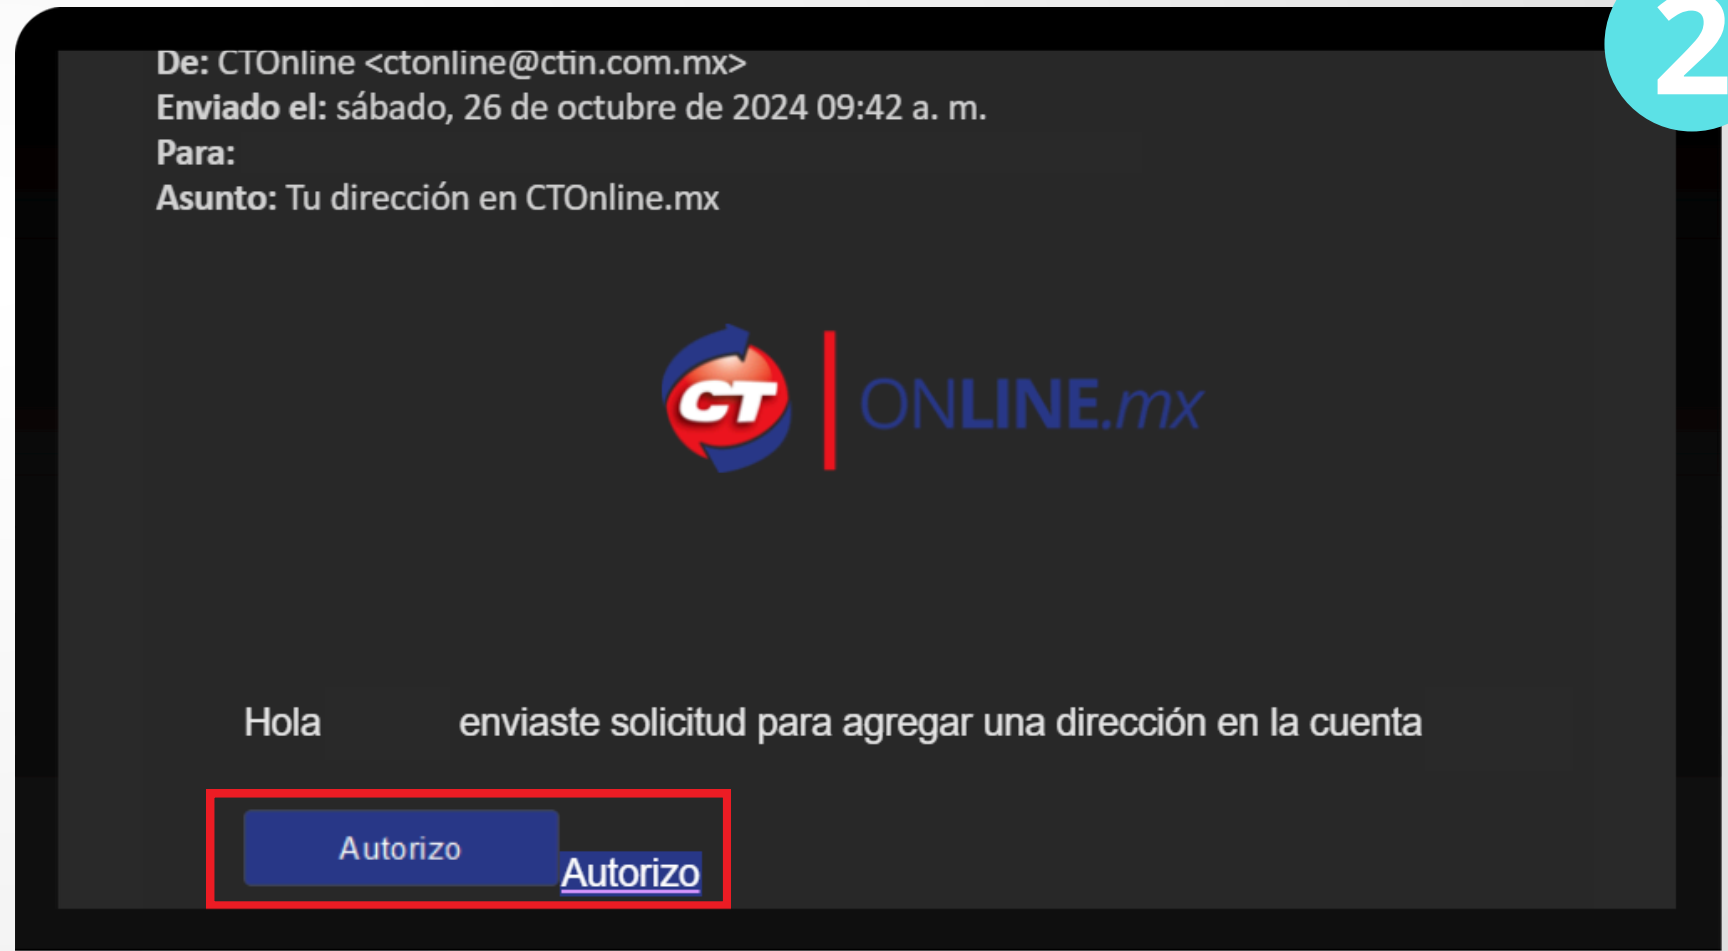 2
De: CTOnline <ctonline@ctin.com.mx>
Enviado el: sábado, 26 de octubre de 2024 09:42 a. m.
Para:
Asunto: Tu dirección en CTOnline.mx
CT ONLINE.mx
Hola enviaste solicitud para agregar una dirección en la cuenta
Autorizo
Autorizo